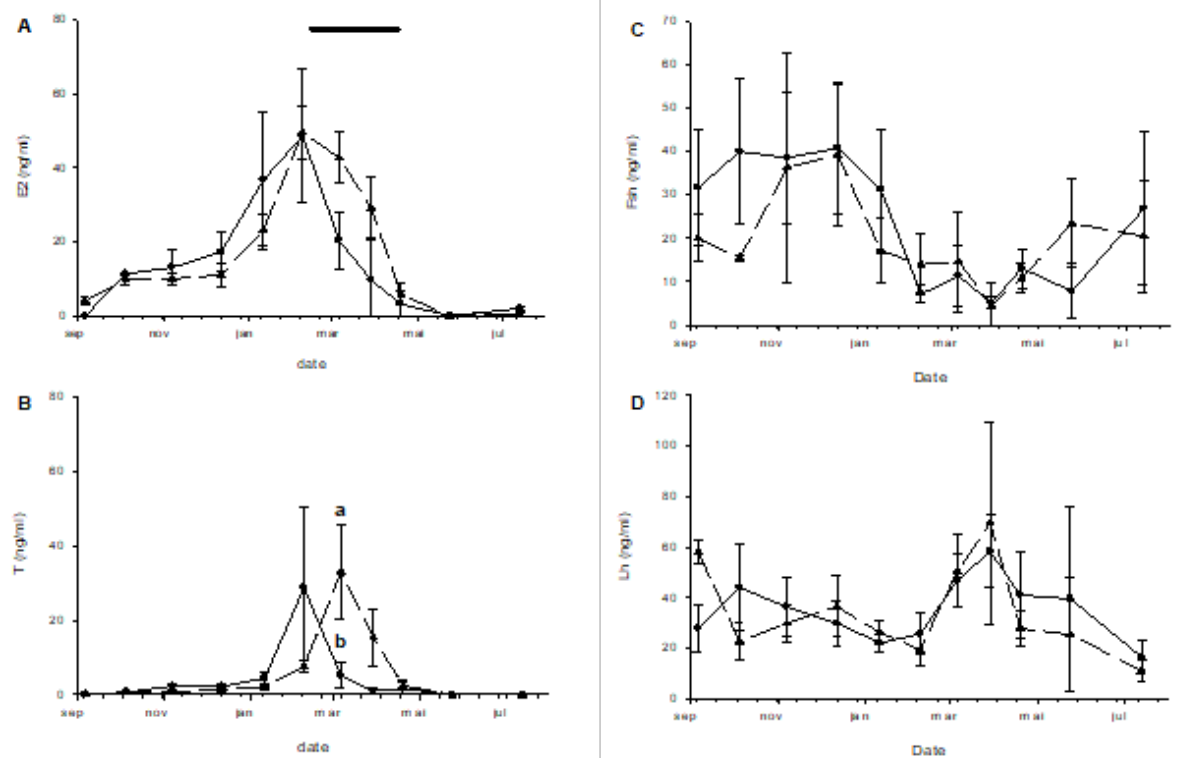 A
80
60
40
20
0
E2 (ng/ml)
sep nov jan mar mai jul
date
B
80
60
40
20
0
T (ng/ml)
a
b
sep nov jan mar mai jul
date
C
70
60
50
40
30
20
10
0
Fsh (ng/ml)
sep nov jan mar mai jul
Date
D
120
100
80
60
40
20
0
Lh (ng/ml)
sep nov jan mar mai jul
Date